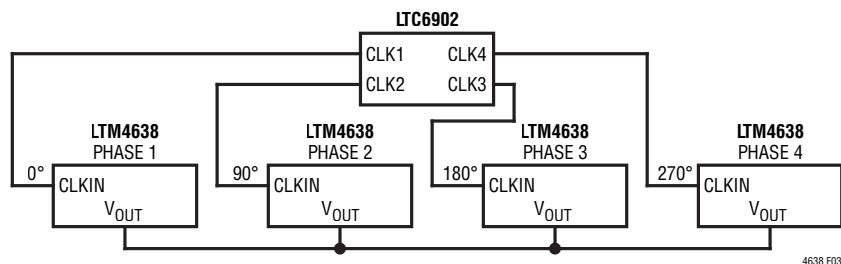 LTC6902
CLK1 CLK4
CLK2 CLK3
LTM4638 LTM4638 LTM4638 LTM4638
PHASE 1 PHASE 2 PHASE 3 PHASE 4
0° 90° 180° 270°
CLKIN CLKIN CLKIN CLKIN
VOUT VOUT VOUT VOUT
4638 F03